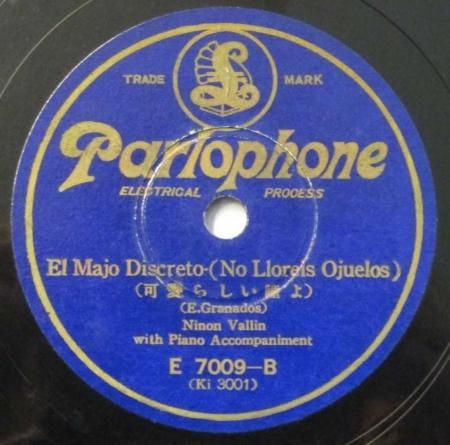 TRADE MARK
Parlophone
ELECTRICAL PROCESS
El Majo Discreto-(No Lloreis Ojuelos)
(可愛らしい瞳よ)
(E.Granados)
Ninon Vallin
with Piano Accompaniment
E 7009-B
(Ki 3001)